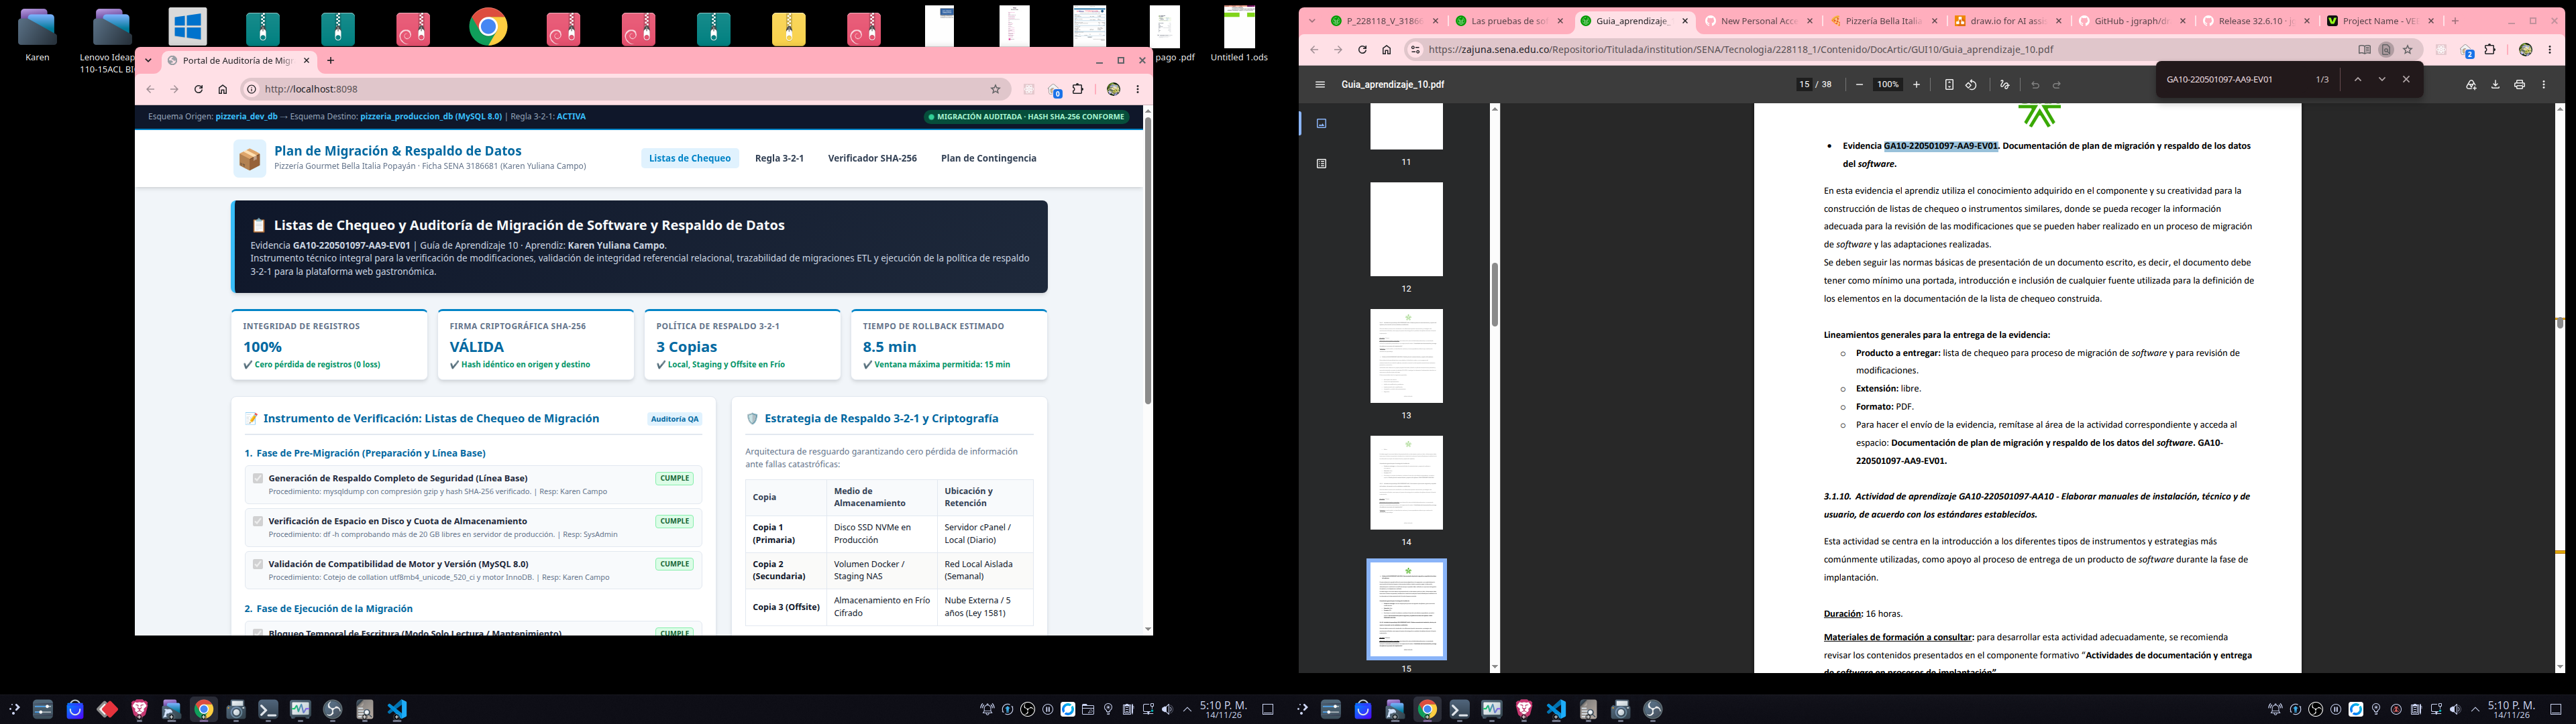 Karen
Lenovo Ideap
110-15ACL BI
pago .pdf
Untitled 1.ods
Portal de Auditoría de Migr
http://localhost:8098
0
Esquema Origen: pizzeria_dev_db → Esquema Destino: pizzeria_produccion_db (MySQL 8.0) | Regla 3-2-1: ACTIVA
MIGRACIÓN AUDITADA · HASH SHA-256 CONFORME
Plan de Migración & Respaldo de Datos
Pizzería Gourmet Bella Italia Popayán · Ficha SENA 3186681 (Karen Yuliana Campo)
Listas de Chequeo
Regla 3-2-1
Verificador SHA-256
Plan de Contingencia
Listas de Chequeo y Auditoría de Migración de Software y Respaldo de Datos
Evidencia GA10-220501097-AA9-EV01 | Guía de Aprendizaje 10 · Aprendiz: Karen Yuliana Campo.
Instrumento técnico integral para la verificación de modificaciones, validación de integridad referencial relacional, trazabilidad de migraciones ETL y ejecución de la política de respaldo
3-2-1 para la plataforma web gastronómica.
INTEGRIDAD DE REGISTROS
100%
✔ Cero pérdida de registros (0 loss)
FIRMA CRIPTOGRÁFICA SHA-256
VÁLIDA
✔ Hash idéntico en origen y destino
POLÍTICA DE RESPALDO 3-2-1
3 Copias
✔ Local, Staging y Offsite en Frío
TIEMPO DE ROLLBACK ESTIMADO
8.5 min
✔ Ventana máxima permitida: 15 min
Instrumento de Verificación: Listas de Chequeo de Migración
Auditoría QA
1. Fase de Pre-Migración (Preparación y Línea Base)
Generación de Respaldo Completo de Seguridad (Línea Base)
CUMPLE
Procedimiento: mysqldump con compresión gzip y hash SHA-256 verificado. | Resp: Karen Campo
Verificación de Espacio en Disco y Cuota de Almacenamiento
CUMPLE
Procedimiento: df -h comprobando más de 20 GB libres en servidor de producción. | Resp: SysAdmin
Validación de Compatibilidad de Motor y Versión (MySQL 8.0)
CUMPLE
Procedimiento: Cotejo de collation utf8mb4_unicode_520_ci y motor InnoDB. | Resp: Karen Campo
2. Fase de Ejecución de la Migración
Bloqueo Temporal de Escritura (Modo Solo Lectura / Mantenimiento)
CUMPLE
Estrategia de Respaldo 3-2-1 y Criptografía
Arquitectura de resguardo garantizando cero pérdida de información
ante fallas catastróficas:
Copia
Medio de
Almacenamiento
Ubicación y
Retención
Copia 1
(Primaria)
Disco SSD NVMe en
Producción
Servidor cPanel /
Local (Diario)
Copia 2
(Secundaria)
Volumen Docker /
Staging NAS
Red Local Aislada
(Semanal)
Copia 3 (Offsite)
Almacenamiento en Frío
Cifrado
Nube Externa / 5
años (Ley 1581)
5:10 P. M.
14/11/26
P_228118_V_3186
Las pruebas de sof
Guia_aprendizaje_
New Personal Acc
Pizzería Bella Italia
draw.io for AI assi
GitHub - jgraph/dr
Release 32.6.10 · jg
Project Name - VE
https://zajuna.sena.edu.co/Repositorio/Titulada/institution/SENA/Tecnologia/228118_1/Contenido/DocArtic/GUI10/Guia_aprendizaje_10.pdf
2
Guia_aprendizaje_10.pdf
15 / 38
100%
GA10-220501097-AA9-EV01
1/3
11
12
13
14
15
• Evidencia GA10-220501097-AA9-EV01. Documentación de plan de migración y respaldo de los datos
del software.
En esta evidencia el aprendiz utiliza el conocimiento adquirido en el componente y su creatividad para la
construcción de listas de chequeo o instrumentos similares, donde se pueda recoger la información
adecuada para la revisión de las modificaciones que se pueden haber realizado en un proceso de migración
de software y las adaptaciones realizadas.
Se deben seguir las normas básicas de presentación de un documento escrito, es decir, el documento debe
tener como mínimo una portada, introducción e inclusión de cualquier fuente utilizada para la definición de
los elementos en la documentación de la lista de chequeo construida.
Lineamientos generales para la entrega de la evidencia:
o Producto a entregar: lista de chequeo para proceso de migración de software y para revisión de
modificaciones.
o Extensión: libre.
o Formato: PDF.
o Para hacer el envío de la evidencia, remítase al área de la actividad correspondiente y acceda al
espacio: Documentación de plan de migración y respaldo de los datos del software. GA10-
220501097-AA9-EV01.
3.1.10. Actividad de aprendizaje GA10-220501097-AA10 - Elaborar manuales de instalación, técnico y de
usuario, de acuerdo con los estándares establecidos.
Esta actividad se centra en la introducción a los diferentes tipos de instrumentos y estrategias más
comúnmente utilizadas, como apoyo al proceso de entrega de un producto de software durante la fase de
implantación.
Duración: 16 horas.
Materiales de formación a consultar: para desarrollar esta actividad adecuadamente, se recomienda
revisar los contenidos presentados en el componente formativo "Actividades de documentación y entrega
de software en procesos de implantación"
5:10 P. M.
14/11/26